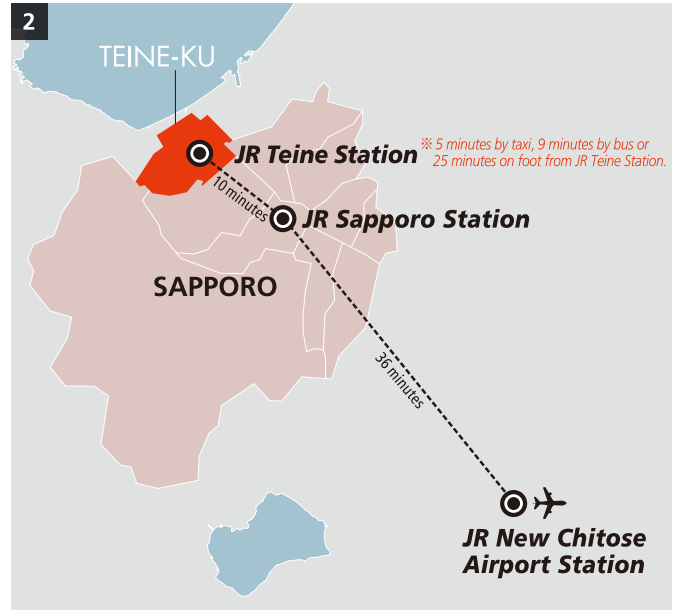 2
TEINE-KU
JR Teine Station
※ 5 minutes by taxi, 9 minutes by bus or
25 minutes on foot from JR Teine Station.
10 minutes
JR Sapporo Station
SAPPORO
36 minutes
JR New Chitose
Airport Station